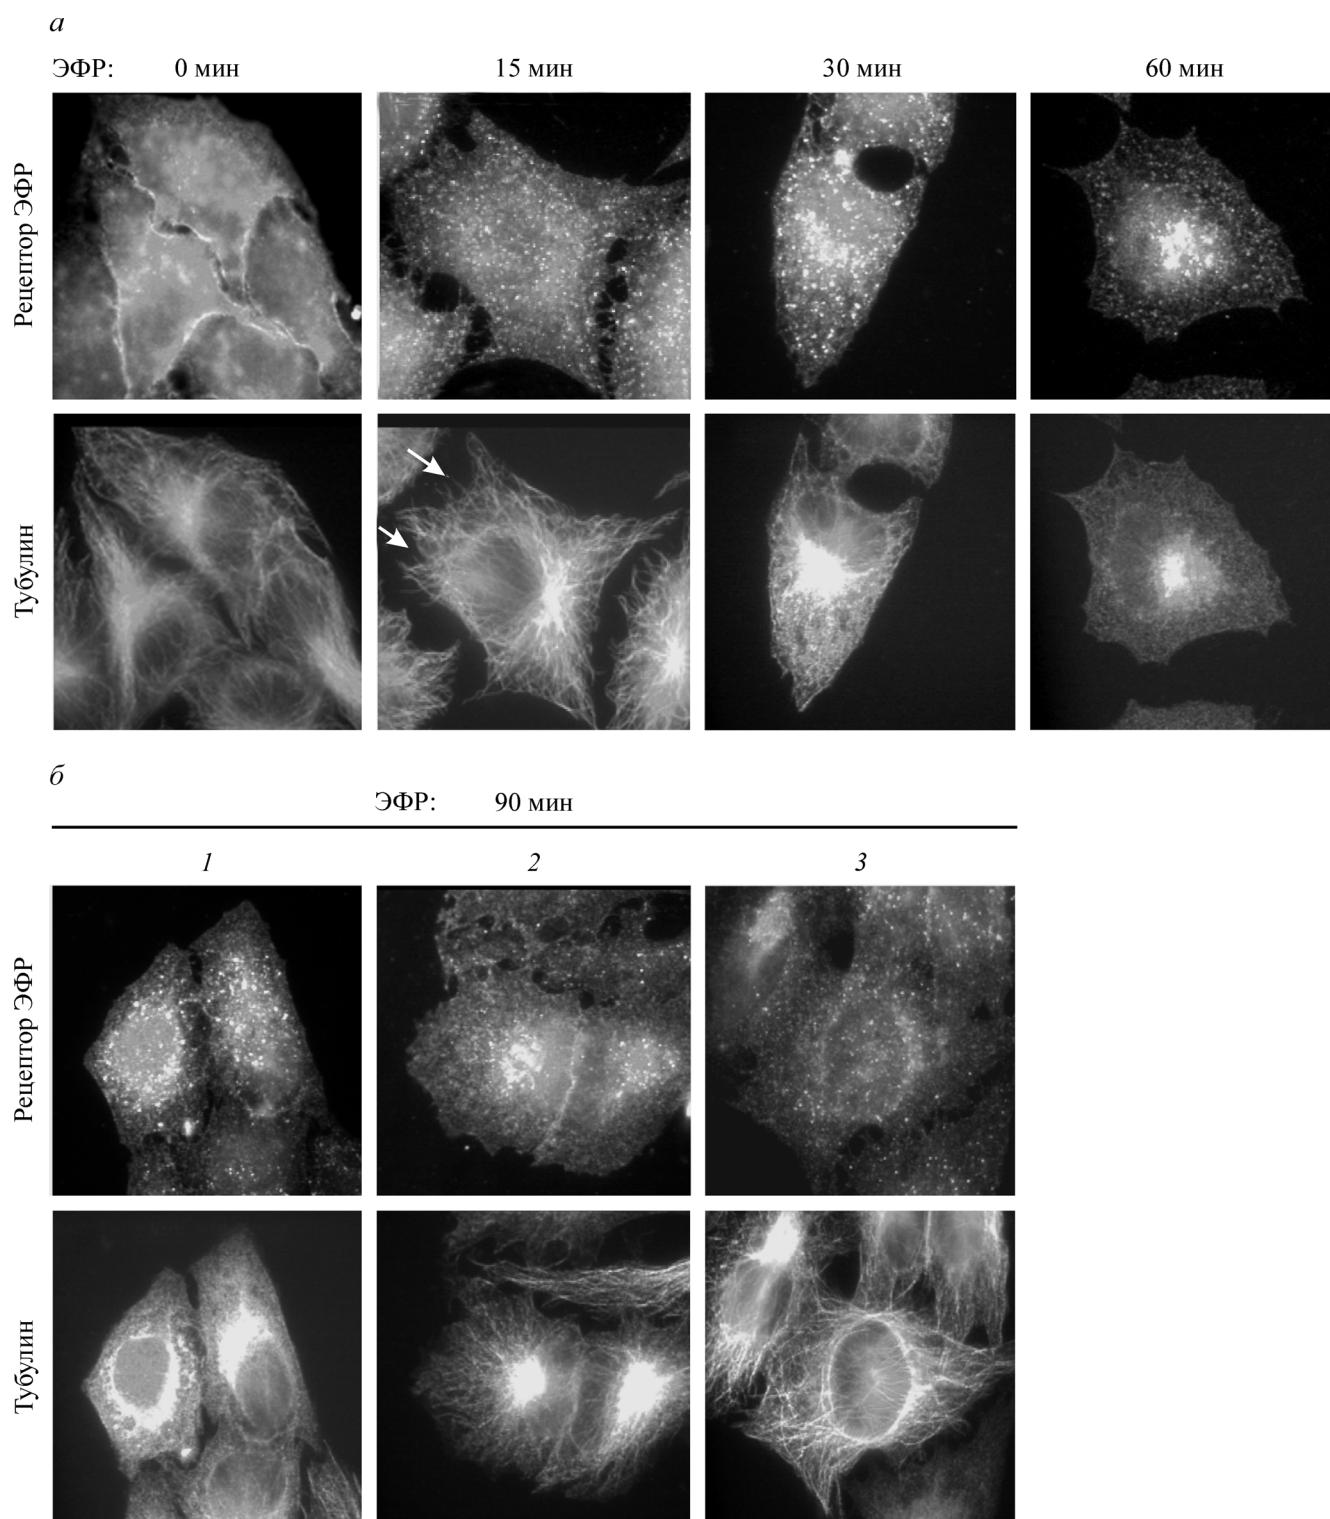 а
ЭФР: 0 мин 15 мин 30 мин 60 мин
Рецептор ЭФР
Тубулин
б
ЭФР: 90 мин
1 2 3
Рецептор ЭФР
Тубулин